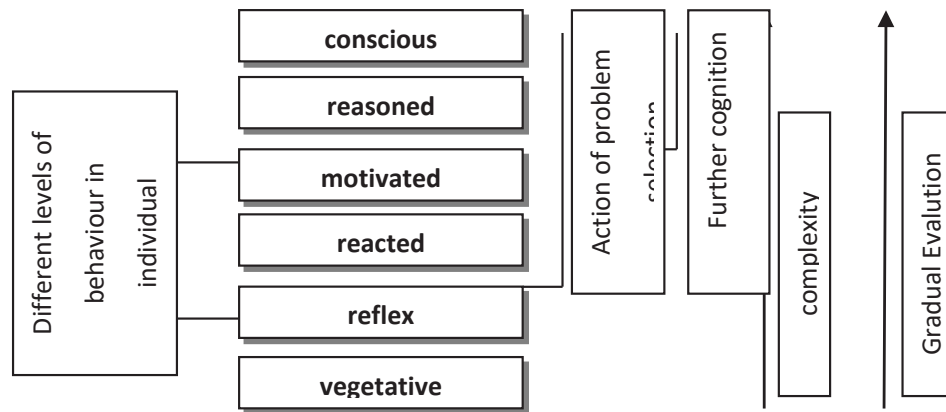 Different levels of
behaviour in
individual
conscious
reasoned
motivated
reacted
reflex
vegetative
Action of problem
selection
Further cognition
complexity
Gradual Evalution